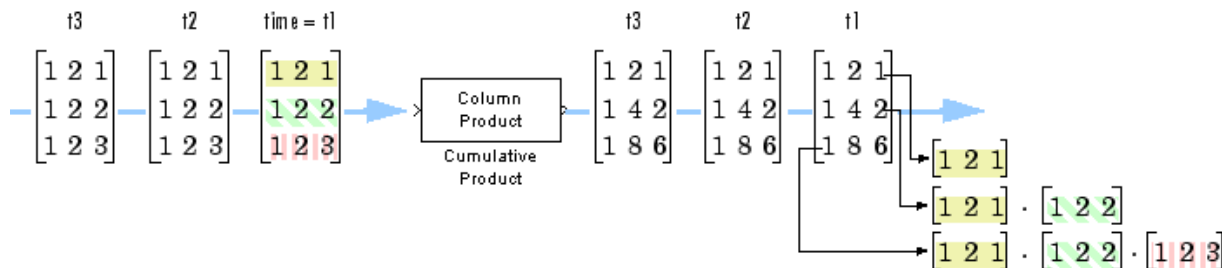 t3 t2 time = t1 t3 t2 t1
[1 2 1] [1 2 1] [1 2 1] [1 2 1] [1 2 1] [1 2 1]
[1 2 2] [1 2 2] [1 2 2] Column Product [1 4 2] [1 4 2] [1 4 2]
[1 2 3] [1 2 3] [1 2 3] [1 8 6] [1 8 6] [1 8 6]
Cumulative
Product
[1 2 1]
[1 2 1] . [1 2 2]
[1 2 1] . [1 2 2] . [1 2 3]